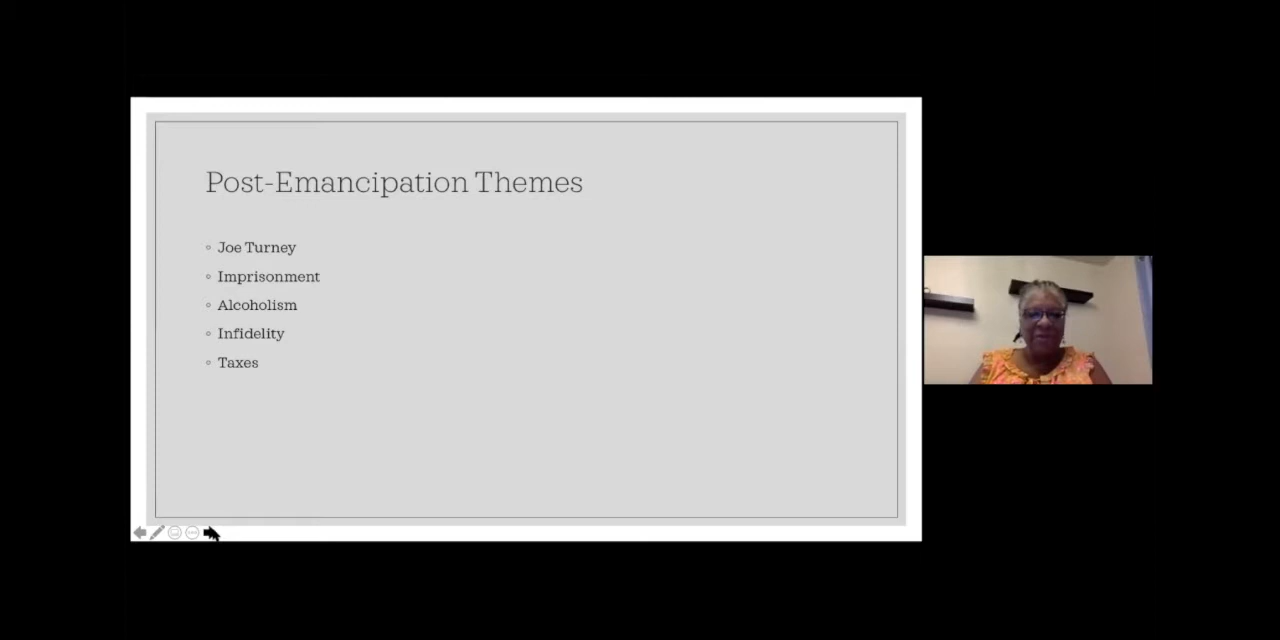 Post-Emancipation Themes
Joe Turney
Imprisonment
Alcoholism
Infidelity
Taxes